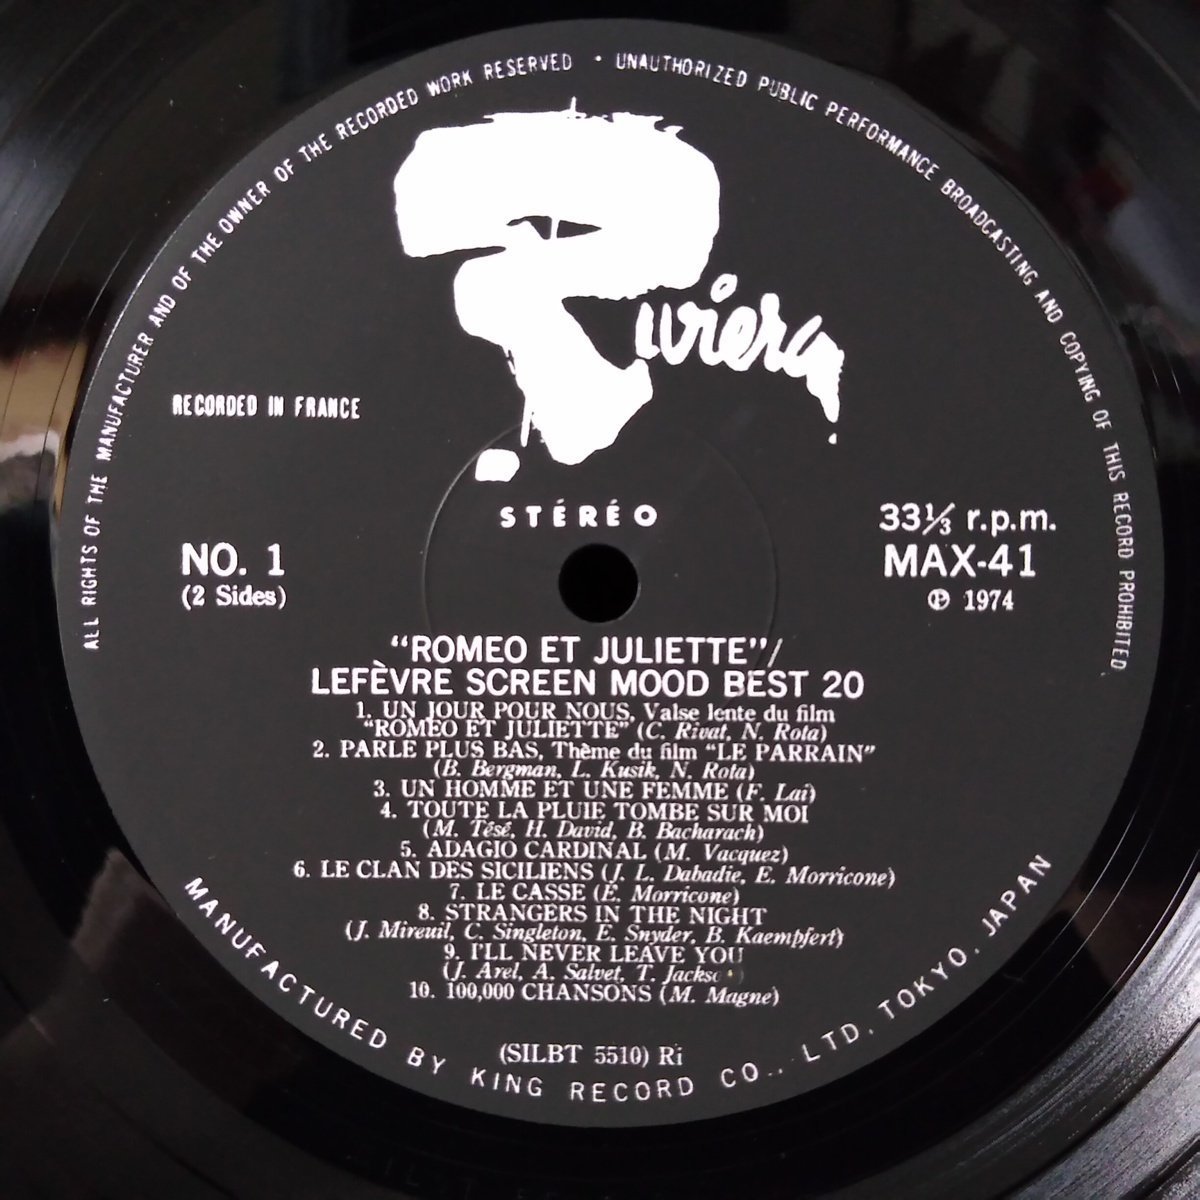 ALL RIGHTS OF THE MANUFACTURER AND OF THE OWNER OF THE RECORDED WORK RESERVED • UNAUTHORIZED PUBLIC PERFORMANCE BROADCASTING AND COPYING OF THIS RECORD PROHIBITED
Riviera
RECORDED IN FRANCE
STÉRÉO
NO. 1
(2 Sides)
33⅓ r.p.m.
MAX-41
℗ 1974
“ROMEO ET JULIETTE”/
LEFÈVRE SCREEN MOOD BEST 20
1. UN JOUR POUR NOUS, Valse lente du film
“ROMEO ET JULIETTE” (C. Rivat, N. Rota)
2. PARLE PLUS BAS, Thème du film “LE PARRAIN”
(B. Bergman, L. Kusik, N. Rota)
3. UN HOMME ET UNE FEMME (F. Lai)
4. TOUTE LA PLUIE TOMBE SUR MOI
(M. Tésé, H. David, B. Bacharach)
5. ADAGIO CARDINAL (M. Vacquez)
6. LE CLAN DES SICILIENS (J. L. Dabadie, E. Morricone)
7. LE CASSE (E. Morricone)
8. STRANGERS IN THE NIGHT
(J. Mireuil, C. Singleton, E. Snyder, B. Kaempfert)
9. I'LL NEVER LEAVE YOU
(J. Arel, A. Salvet, T.
10. 100,000 CHANSONS (M. Magne)
(SILBT 5510) Ri
MANUFACTURED BY KING RECORD CO., LTD. TOKYO, JAPAN